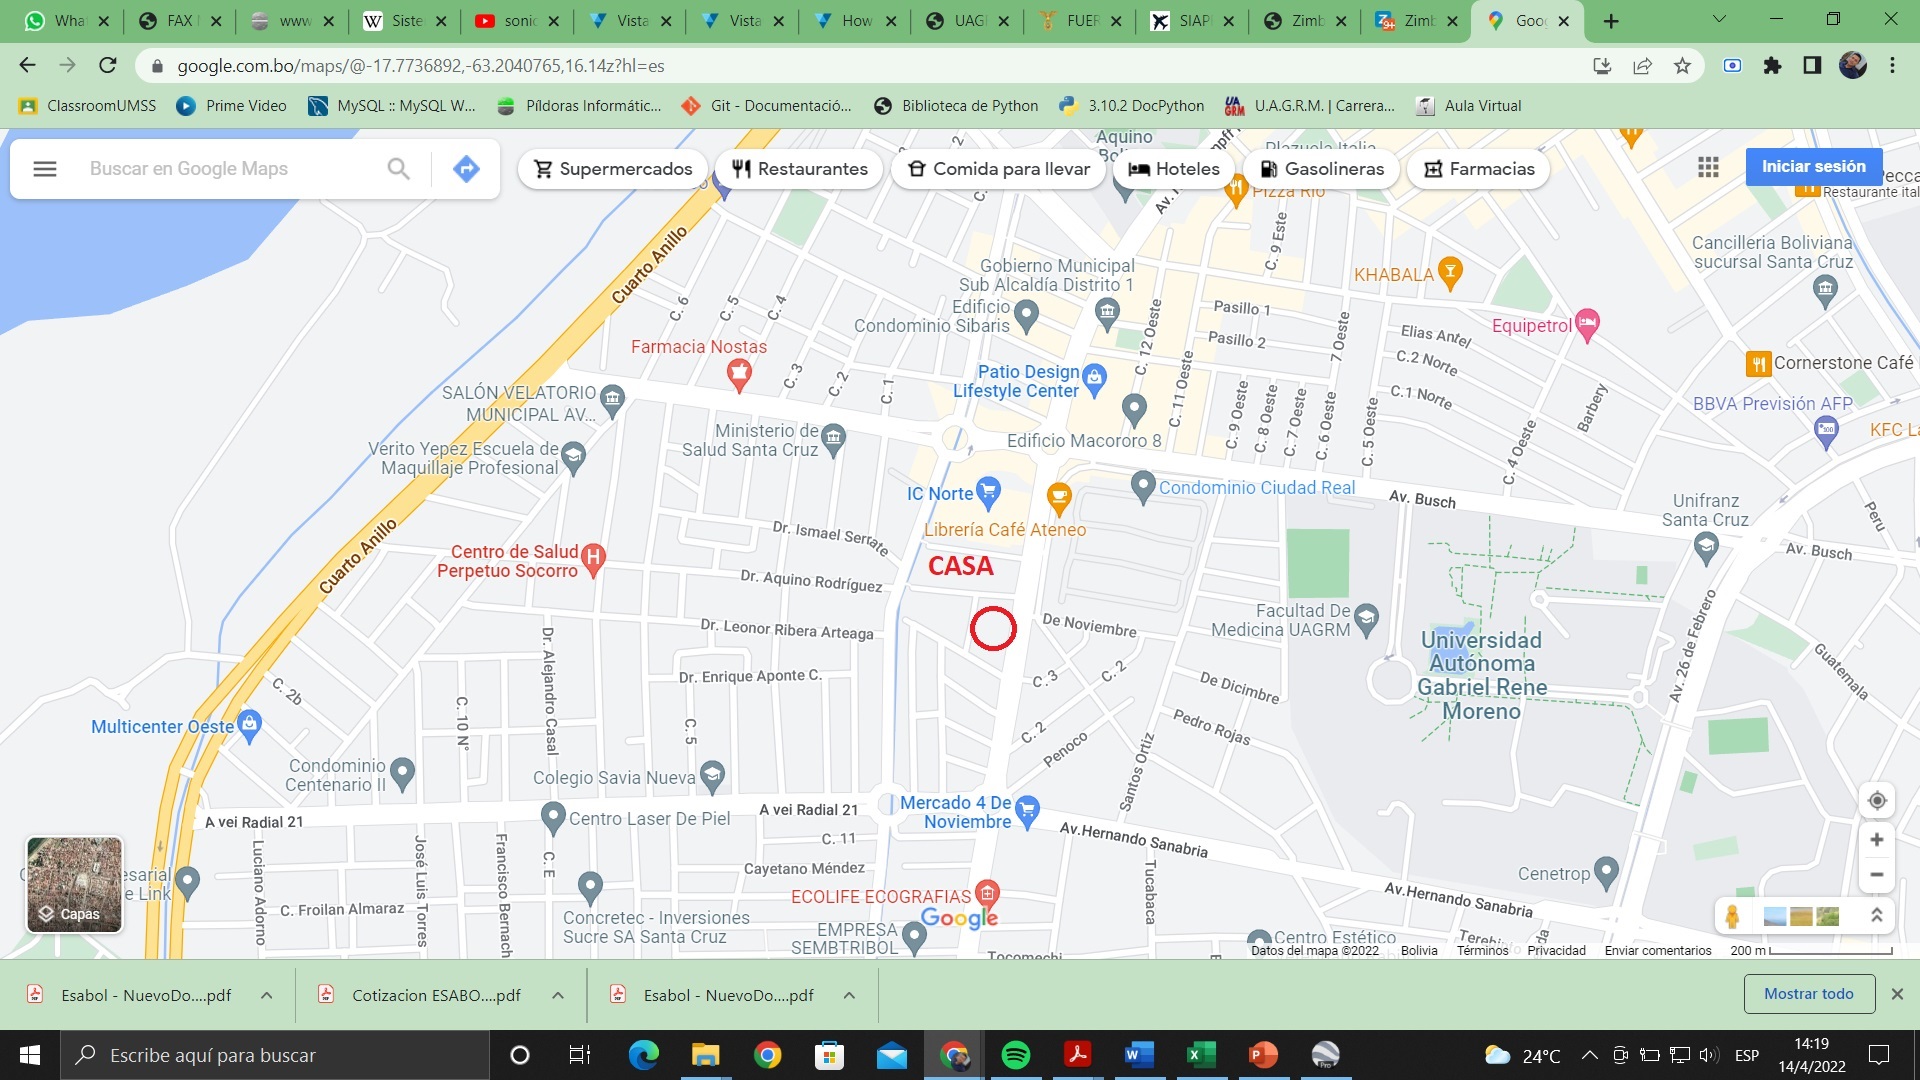 What
FAX
www
Siste
sonic
Vista
Vista
How
UAG
FUER
SIAP
Zimb
Zimb
Goog
google.com.bo/maps/@-17.7736892,-63.2040765,16.14z?hl=es
ClassroomUMSS
Prime Video
MySQL :: MySQL W...
Píldoras Informátic...
Git - Documentació...
Biblioteca de Python
3.10.2 DocPython
U.A.G.R.M. | Carrera...
Aula Virtual
Buscar en Google Maps
Supermercados
Restaurantes
Comida para llevar
Hoteles
Gasolineras
Farmacias
Iniciar sesión
Aquino
Plazuela Italia
Pizza Rio
Restaurante ital
Cuarto Anillo
C. 6
C. 5
C. 4
C. 3
C. 2
C. 1
C. 9 Este
Gobierno Municipal
Sub Alcaldía Distrito 1
Edificio
Condominio Sibaris
KHABALA
Cancilleria Boliviana
sucursal Santa Cruz
Pasillo 1
Pasillo 2
C. 12 Oeste
C. 11 Oeste
7 Oeste
Elias Antel
C.2 Norte
C.1 Norte
Equipetrol
Cornerstone Café
BBVA Previsión AFP
KFC La
Farmacia Nostas
SALÓN VELATORIO
MUNICIPAL AV...
Patio Design
Lifestyle Center
Verito Yepez Escuela de
Maquillaje Profesional
Ministerio de
Salud Santa Cruz
Edificio Macororo 8
C. 9 Oeste
C. 8 Oeste
C. 7 Oeste
C. 6 Oeste
C. 5 Oeste
C. 4 Oeste
Barbery
IC Norte
Condominio Ciudad Real
Av. Busch
Unifranz
Santa Cruz
Peru
Librería Café Ateneo
Dr. Ismael Serrate
Av. Busch
Cuarto Anillo
Centro de Salud
Perpetuo Socorro
CASA
Dr. Aquino Rodríguez
Dr. Leonor Ribera Arteaga
De Noviembre
Facultad De
Medicina UAGRM
Universidad
Autónoma
Gabriel Rene
Moreno
Av. 26 de Febrero
Guatemala
Dr. Alejandro Casal
Dr. Enrique Aponte C.
C. 3
C. 2
De Dicimbre
C. 2b
C. 10 N°
C. 5
Multicenter Oeste
C. 2
Penoco
Pedro Rojas
Santos Ortiz
Condominio
Centenario II
Colegio Savia Nueva
A vei Radial 21
Centro Laser De Piel
A vei Radial 21
Mercado 4 De
Noviembre
Av.Hernando Sanabria
C. 11
Luciano Adorno
José Luis Torres
Francisco Bernach
C. E
Cayetano Méndez
Tucabaca
Cenetrop
esarial
e Link
Capas
C. Froilan Almaraz
ECOLIFE ECOGRAFIAS
Google
Av.Hernando Sanabria
Concretec - Inversiones
Sucre SA Santa Cruz
EMPRESA
SEMBTRIBOL
Centro Estético
Tocomechi
Datos del mapa ©2022
Bolivia
Términos
Privacidad
Enviar comentarios
200 m
Esabol - NuevoDo....pdf
Cotizacion ESABO....pdf
Esabol - NuevoDo....pdf
Mostrar todo
Escribe aquí para buscar
24°C
ESP
14:19
14/4/2022